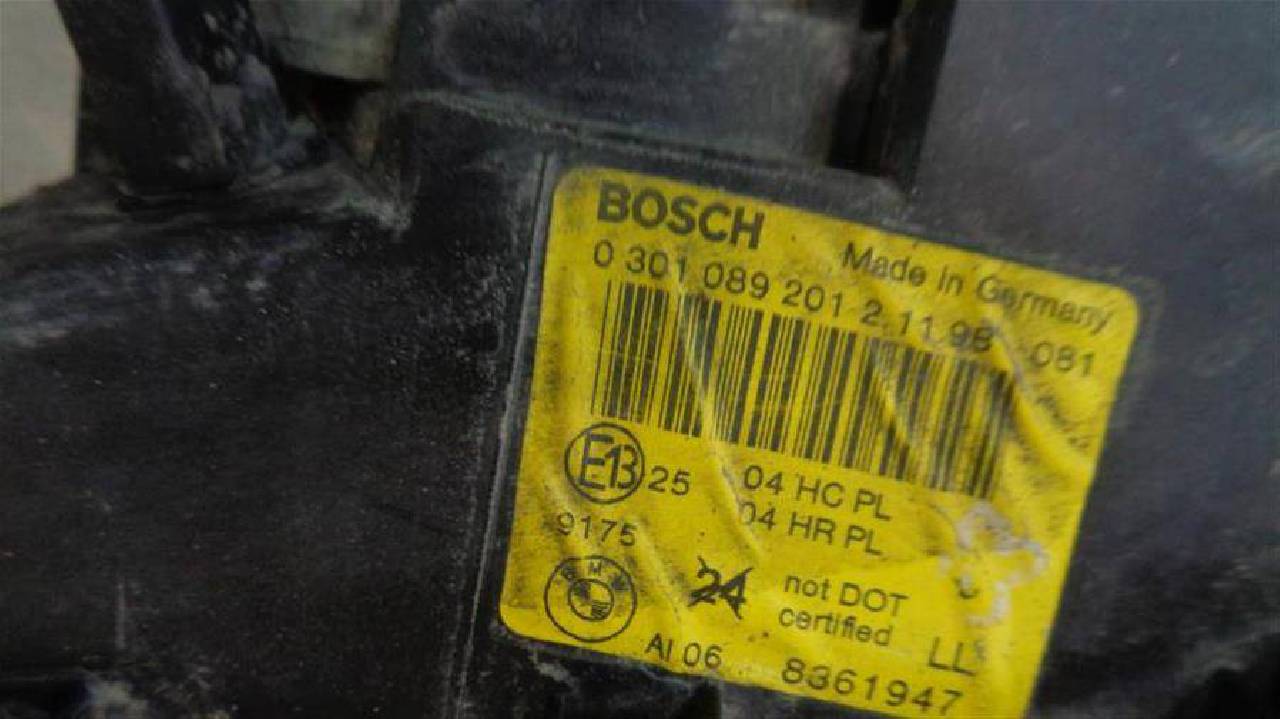 BOSCH
Made in Germany
0 301 089 201 2 11.98 081
E13 25 04 HC PL
04 HR PL
9175
BMW
24 not DOT
certified LL
AI 06 8361947